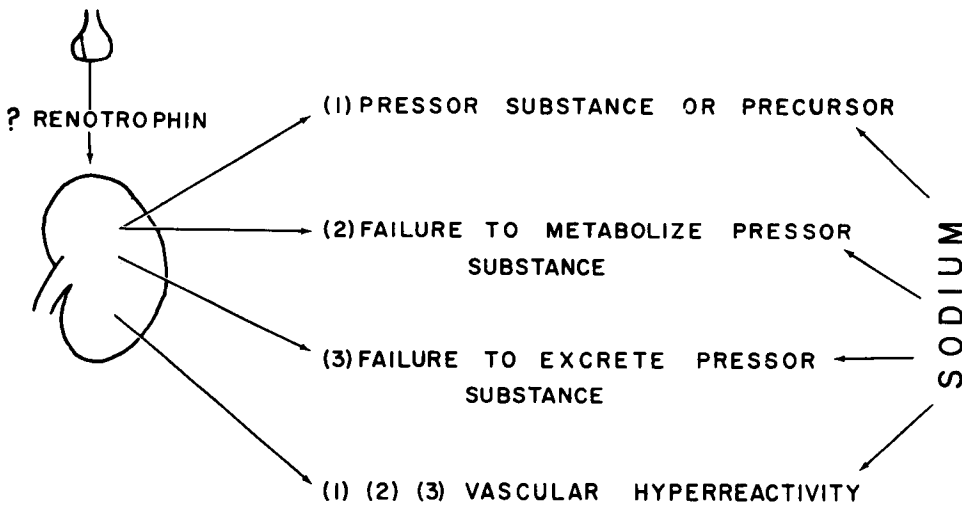 ? RENOTROPHIN
(1) PRESSOR SUBSTANCE OR PRECURSOR
(2) FAILURE TO METABOLIZE PRESSOR
SUBSTANCE
(3) FAILURE TO EXCRETE PRESSOR
SUBSTANCE
(1) (2) (3) VASCULAR HYPERREACTIVITY
SODIUM